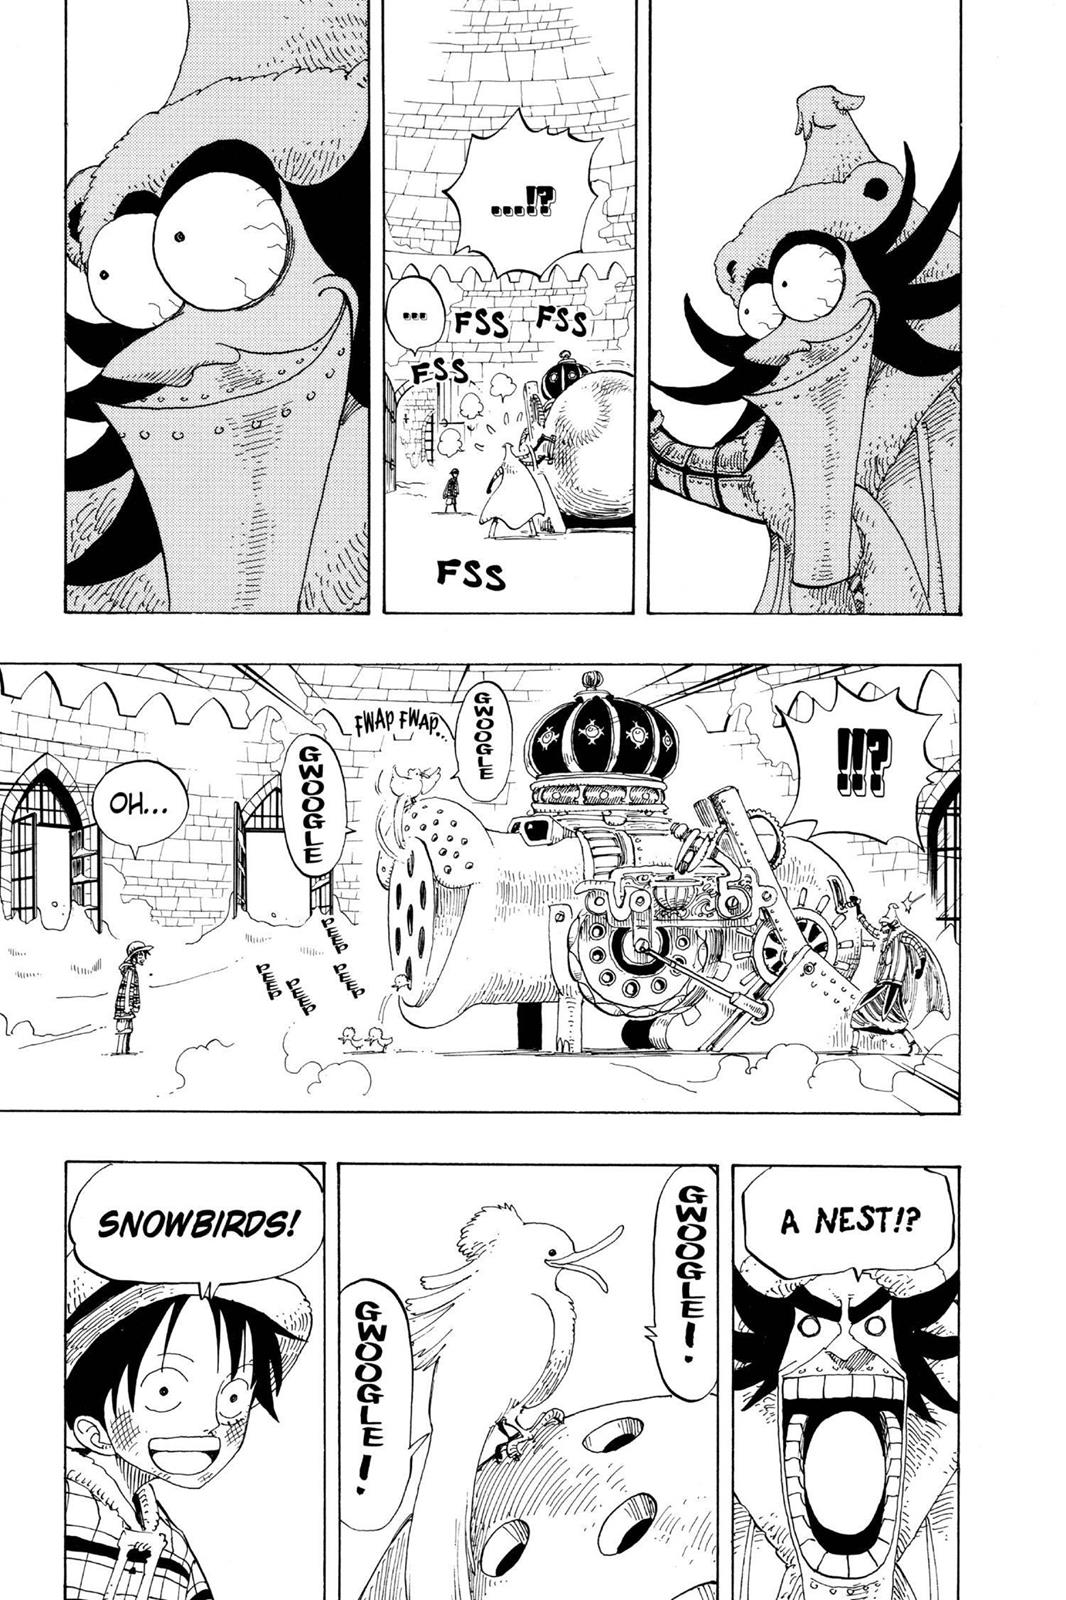 ....!?
...
FSS
FSS
FSS
FSS
!!?
GWOOGLE
FWAP FWAP...
GWOOGLE
OH...
PEEP
PEEP
PEEP
PEEP
A NEST!?
GWOOGLE!
GWOOGLE!
SNOWBIRDS!